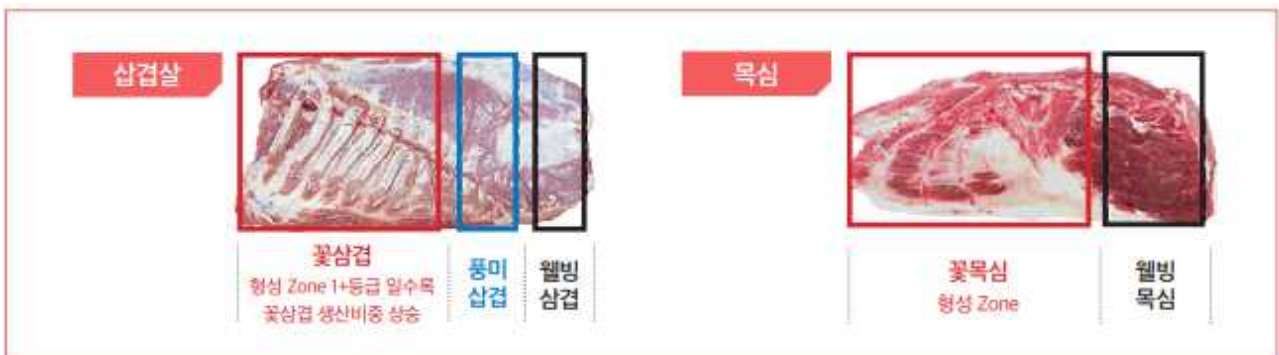 삼겹살
목심
꽃삼겹
형성 Zone 1+등급 일수록
꽃삼겹 생산비중 상승
풍미
삼겹
웰빙
삼겹
꽃목심
형성 Zone
웰빙
목심